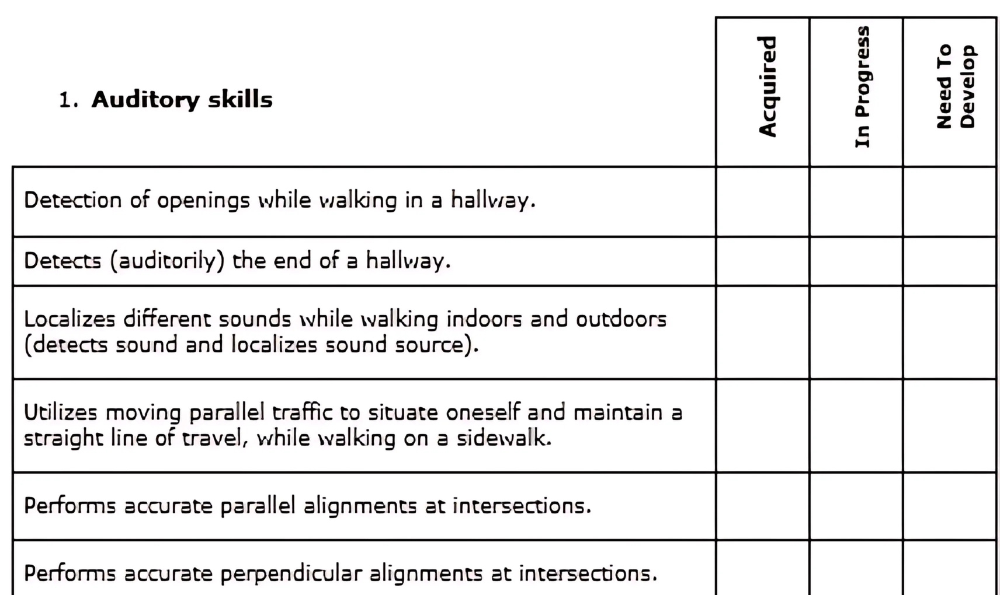 Acquired
In Progress
Need To
Develop
1. Auditory skills
Detection of openings while walking in a hallway.
Detects (auditorily) the end of a hallway.
Localizes different sounds while walking indoors and outdoors
(detects sound and localizes sound source).
Utilizes moving parallel traffic to situate oneself and maintain a
straight line of travel, while walking on a sidewalk.
Performs accurate parallel alignments at intersections.
Performs accurate perpendicular alignments at intersections.